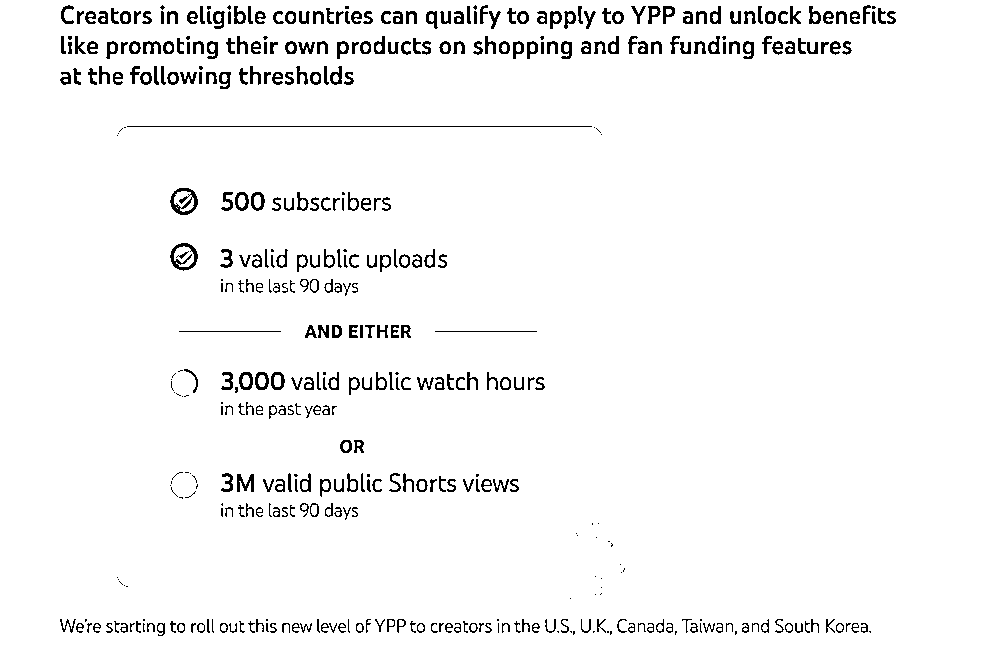 Creators in eligible countries can qualify to apply to YPP and unlock benefits
like promoting their own products on shopping and fan funding features
at the following thresholds
500 subscribers
3 valid public uploads
in the last 90 days
AND EITHER
3,000 valid public watch hours
in the past year
OR
3M valid public Shorts views
in the last 90 days
We're starting to roll out this new level of YPP to creators in the U.S., U.K., Canada, Taiwan, and South Korea.